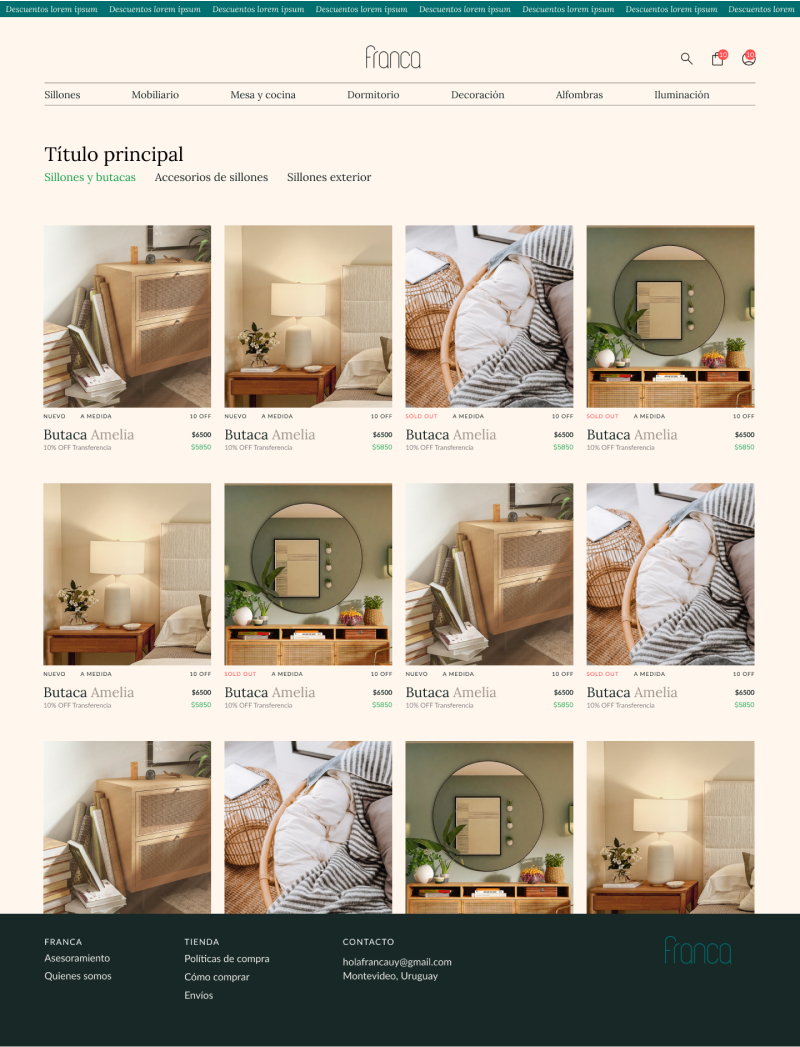 Descuentos lorem ipsum Descuentos lorem ipsum Descuentos lorem ipsum Descuentos lorem ipsum Descuentos lorem ipsum Descuentos lorem ipsum Descuentos lorem ipsum Descuentos lorem
franca
10 10
Sillones Mobiliario Mesa y cocina Dormitorio Decoración Alfombras Iluminación
Título principal
Sillones y butacas Accesorios de sillones Sillones exterior
NUEVO A MEDIDA 10 OFF NUEVO A MEDIDA 10 OFF SOLD OUT A MEDIDA 10 OFF SOLD OUT A MEDIDA 10 OFF
Butaca Amelia $6500 Butaca Amelia $6500 Butaca Amelia $6500 Butaca Amelia $6500
10% OFF Transferencia $5850 10% OFF Transferencia $5850 10% OFF Transferencia $5850 10% OFF Transferencia $5850
NUEVO A MEDIDA 10 OFF SOLD OUT A MEDIDA 10 OFF NUEVO A MEDIDA 10 OFF SOLD OUT A MEDIDA 10 OFF
Butaca Amelia $6500 Butaca Amelia $6500 Butaca Amelia $6500 Butaca Amelia $6500
10% OFF Transferencia $5850 10% OFF Transferencia $5850 10% OFF Transferencia $5850 10% OFF Transferencia $5850
FRANCA TIENDA CONTACTO
Asesoramiento Políticas de compra holafrancauy@gmail.com
Quienes somos Cómo comprar Montevideo, Uruguay
Envíos
franca